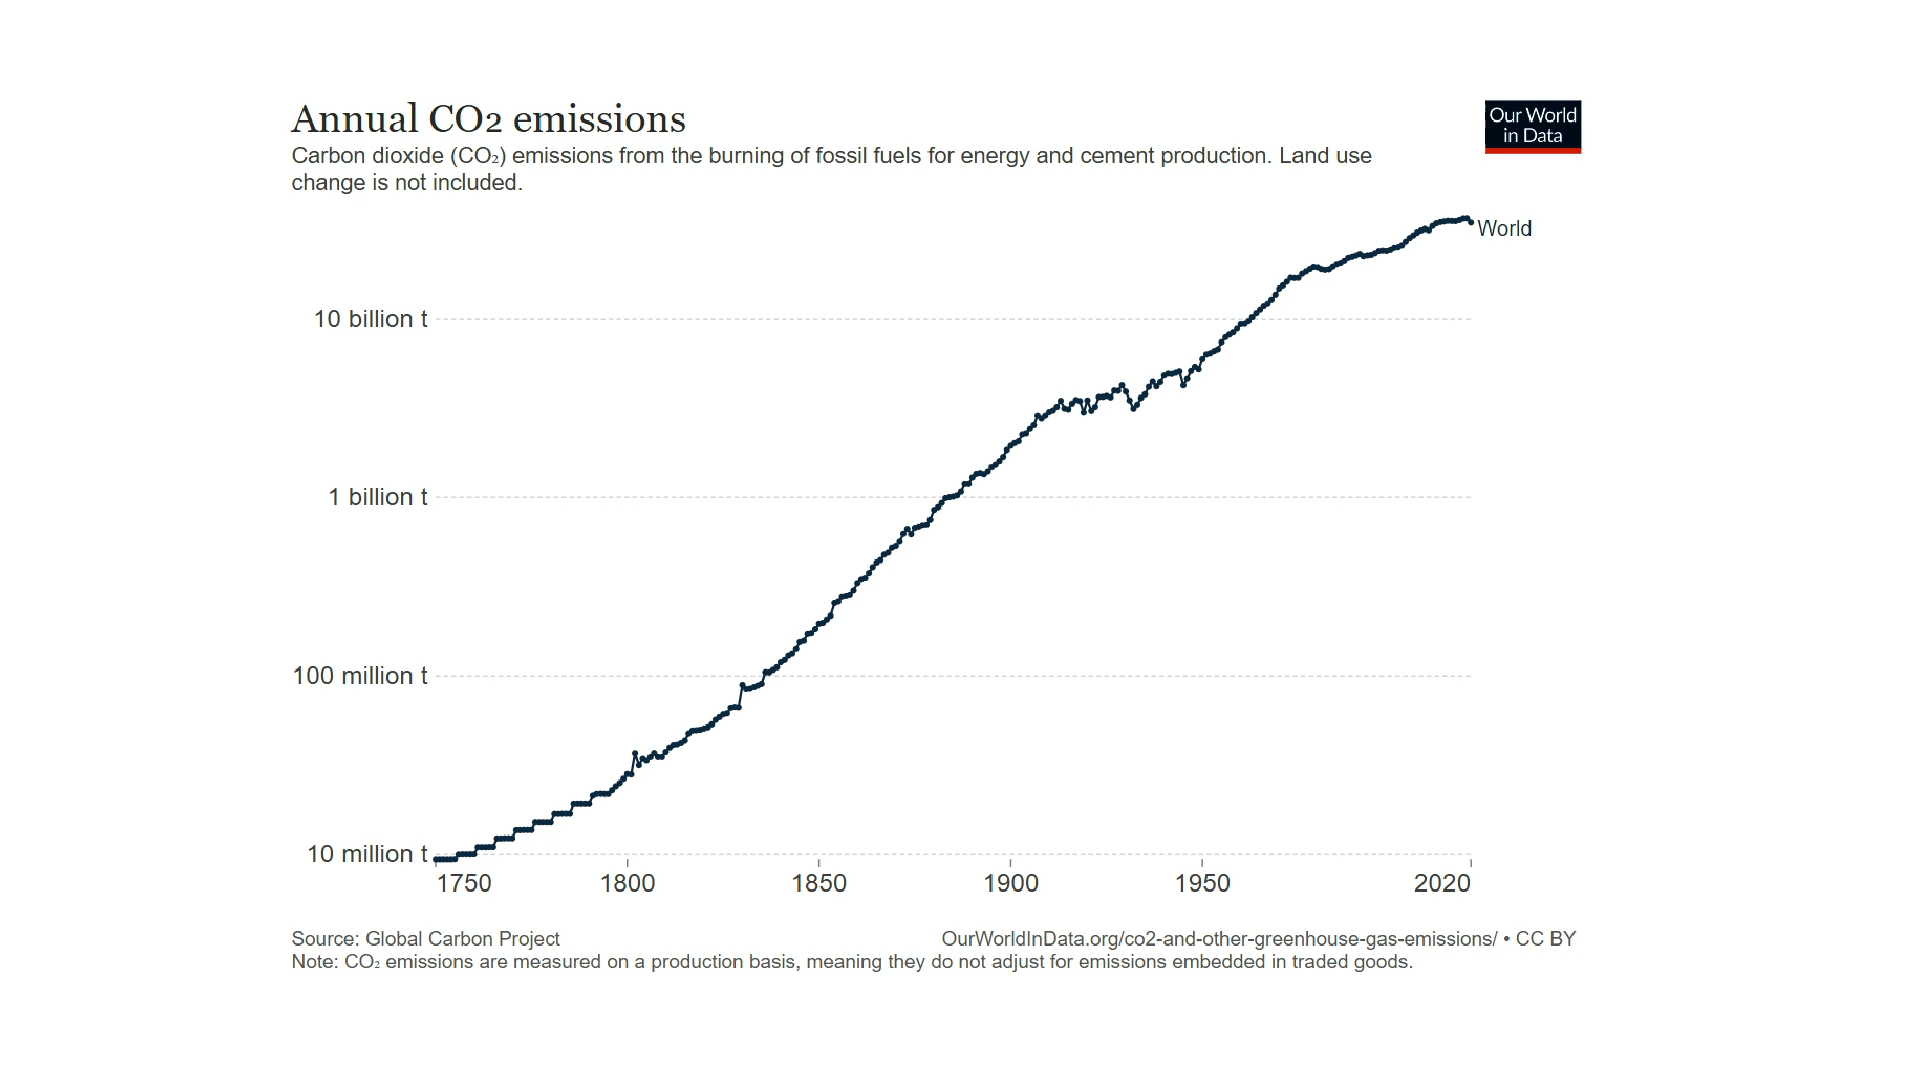 Annual CO2 emissions
Our World
in Data
Carbon dioxide (CO₂) emissions from the burning of fossil fuels for energy and cement production. Land use
change is not included.
World
10 billion t
1 billion t
100 million t
10 million t
1750 1800 1850 1900 1950 2020
Source: Global Carbon Project
OurWorldInData.org/co2-and-other-greenhouse-gas-emissions/ • CC BY
Note: CO₂ emissions are measured on a production basis, meaning they do not adjust for emissions embedded in traded goods.